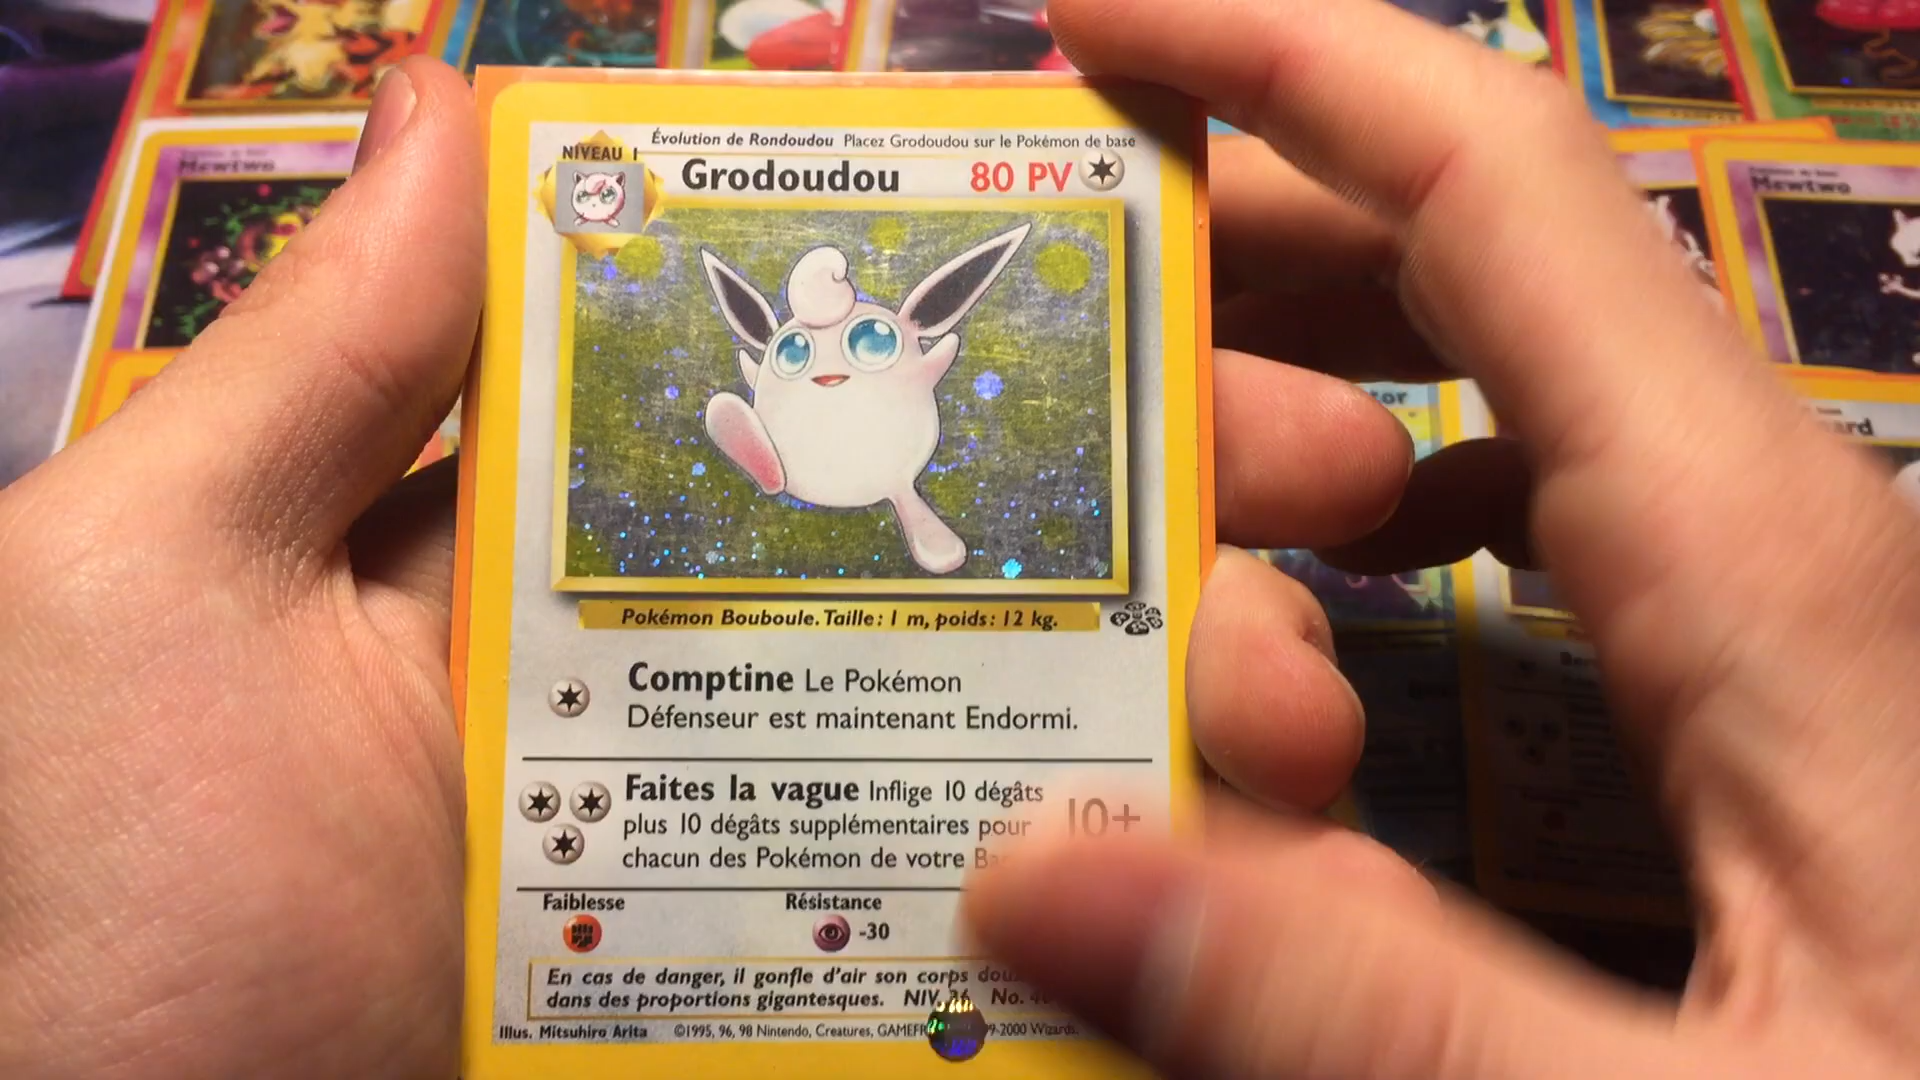 Évolution de Rondoudou Placez Grodoudou sur le Pokémon de base
NIVEAU I
Grodoudou 80 PV
Pokémon Bouboule. Taille : 1 m, poids : 12 kg.
Comptine Le Pokémon
Défenseur est maintenant Endormi.
Faites la vague Inflige 10 dégâts
plus 10 dégâts supplémentaires pour
chacun des Pokémon de votre
10+
Faiblesse Résistance
-30
En cas de danger, il gonfle d'air son corps
dans des proportions gigantesques. NIV. No.
Illus. Mitsuhiro Arita ©1995, 96, 98 Nintendo, Creatures, Wizards.
Mewtwo
Mewtwo